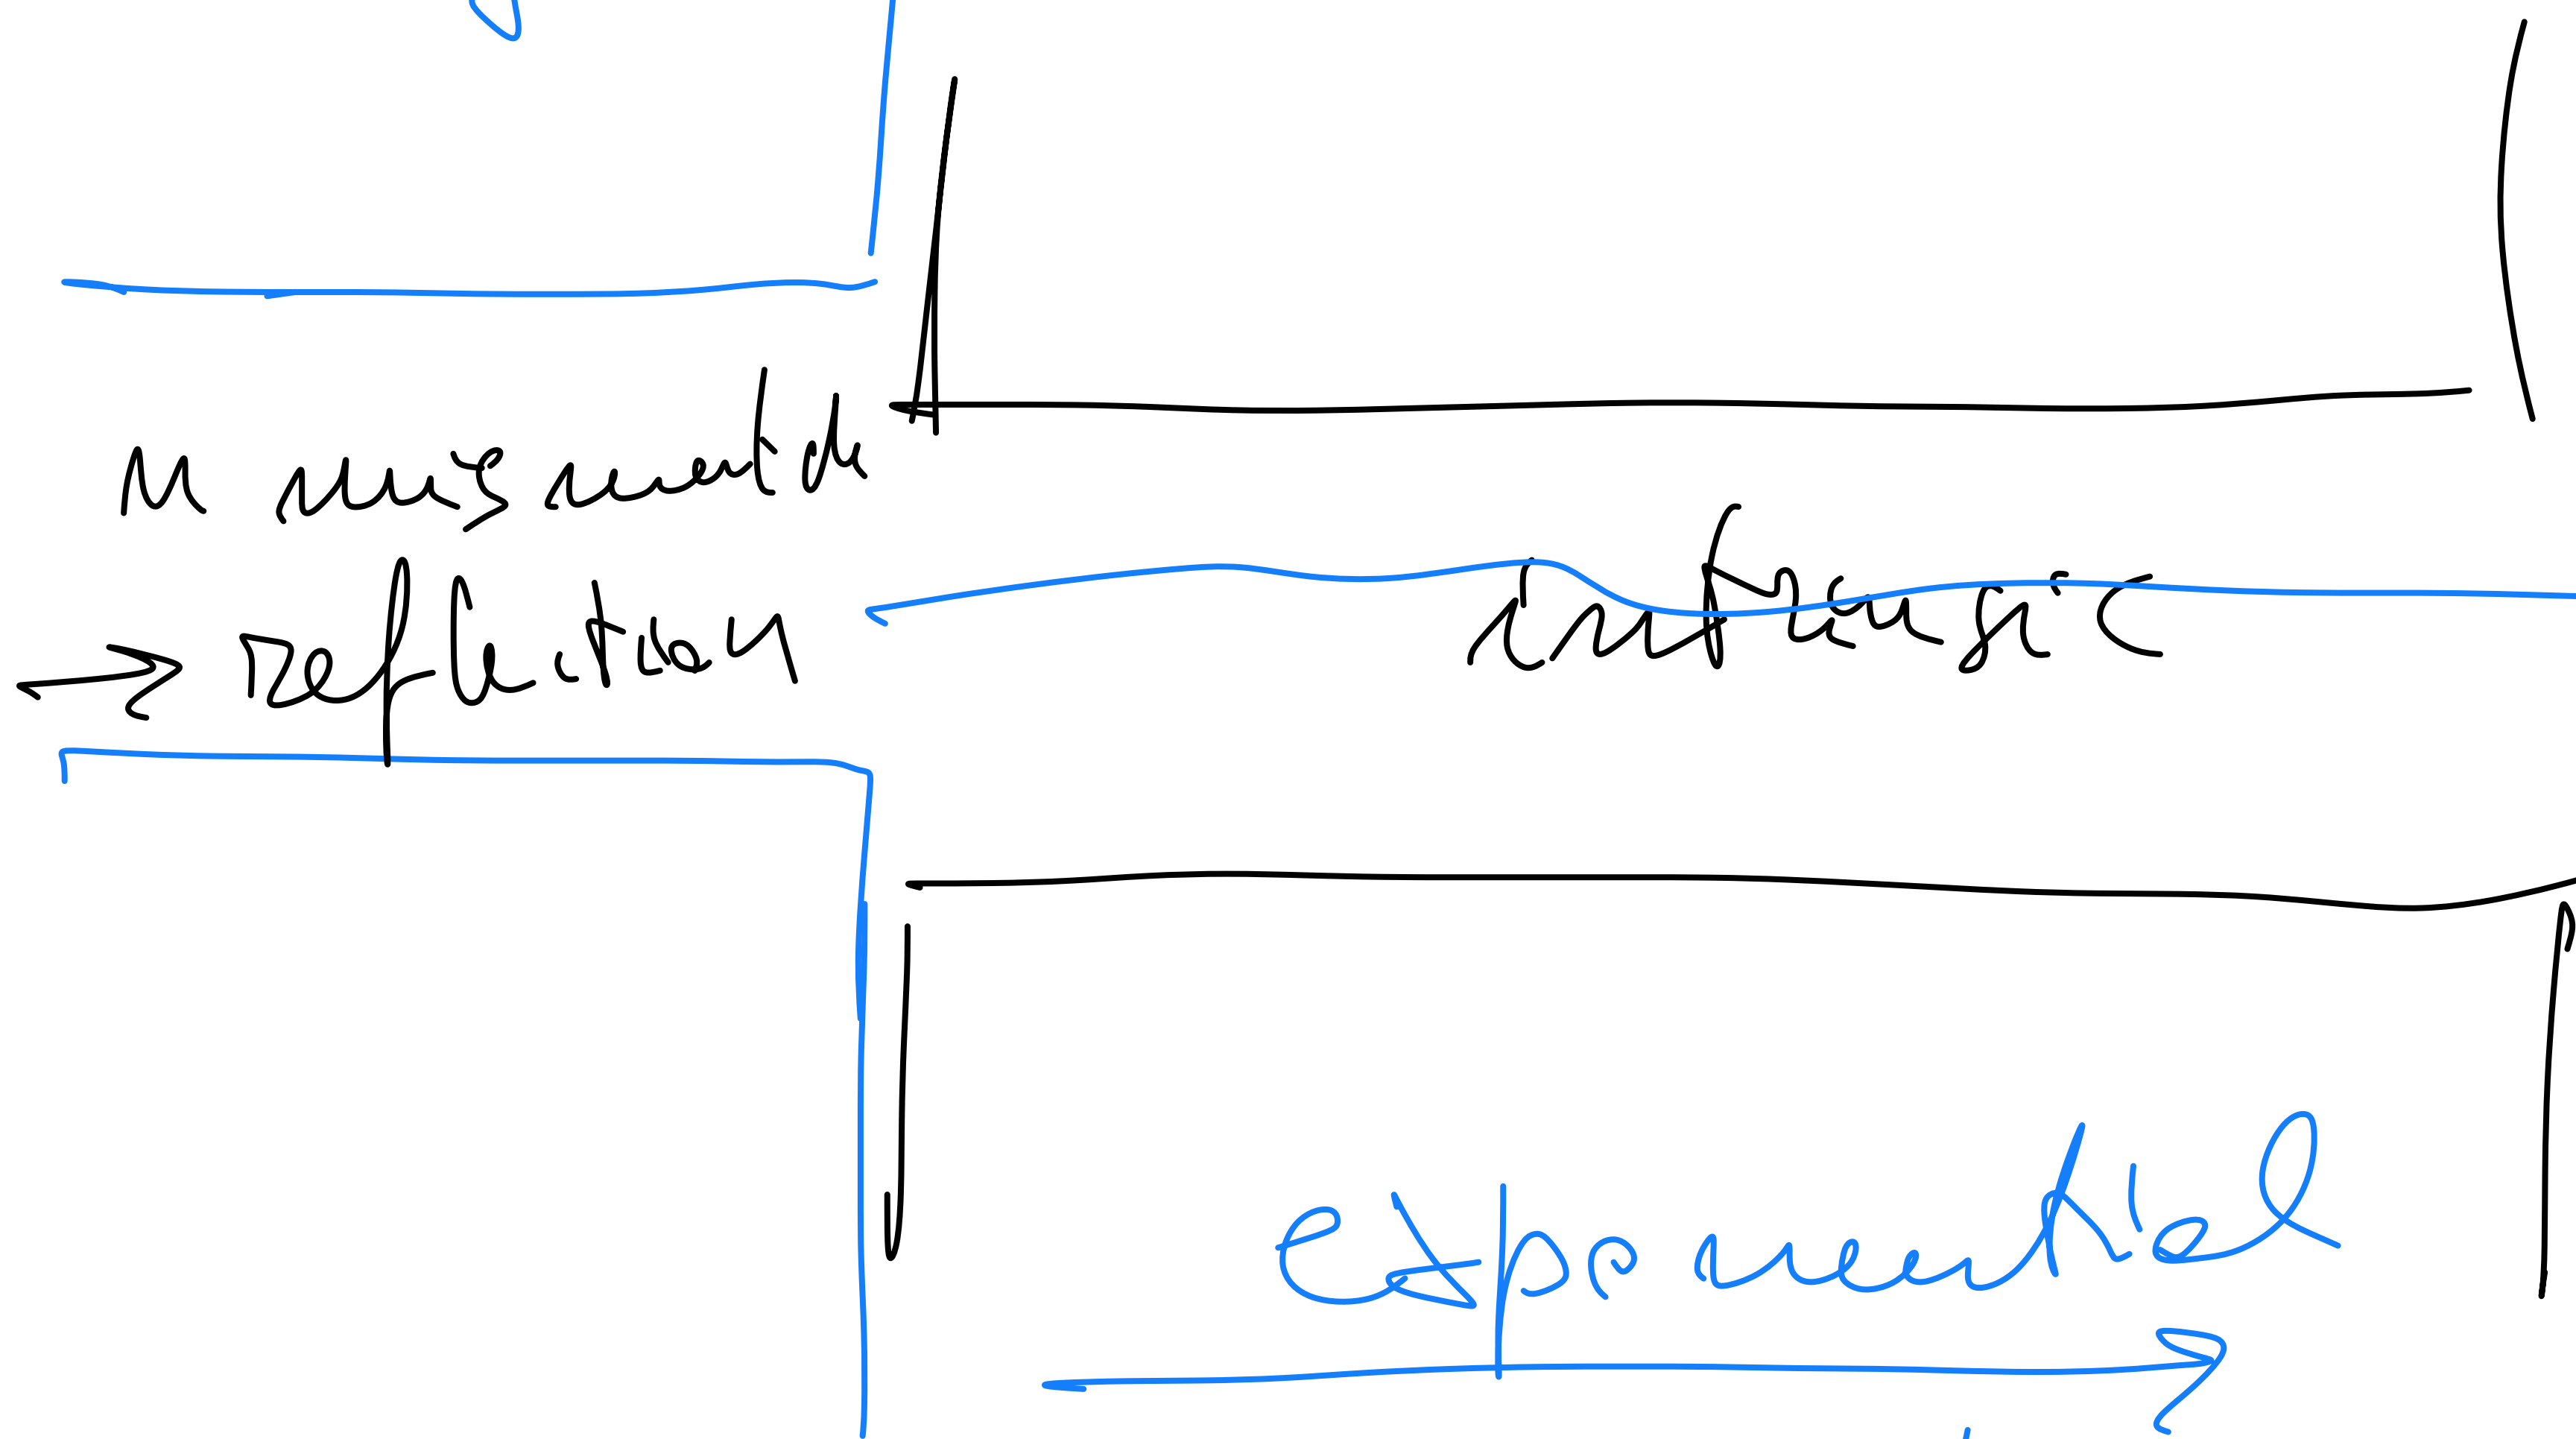 n mismatch
→ reflection
intrinsic
exponential